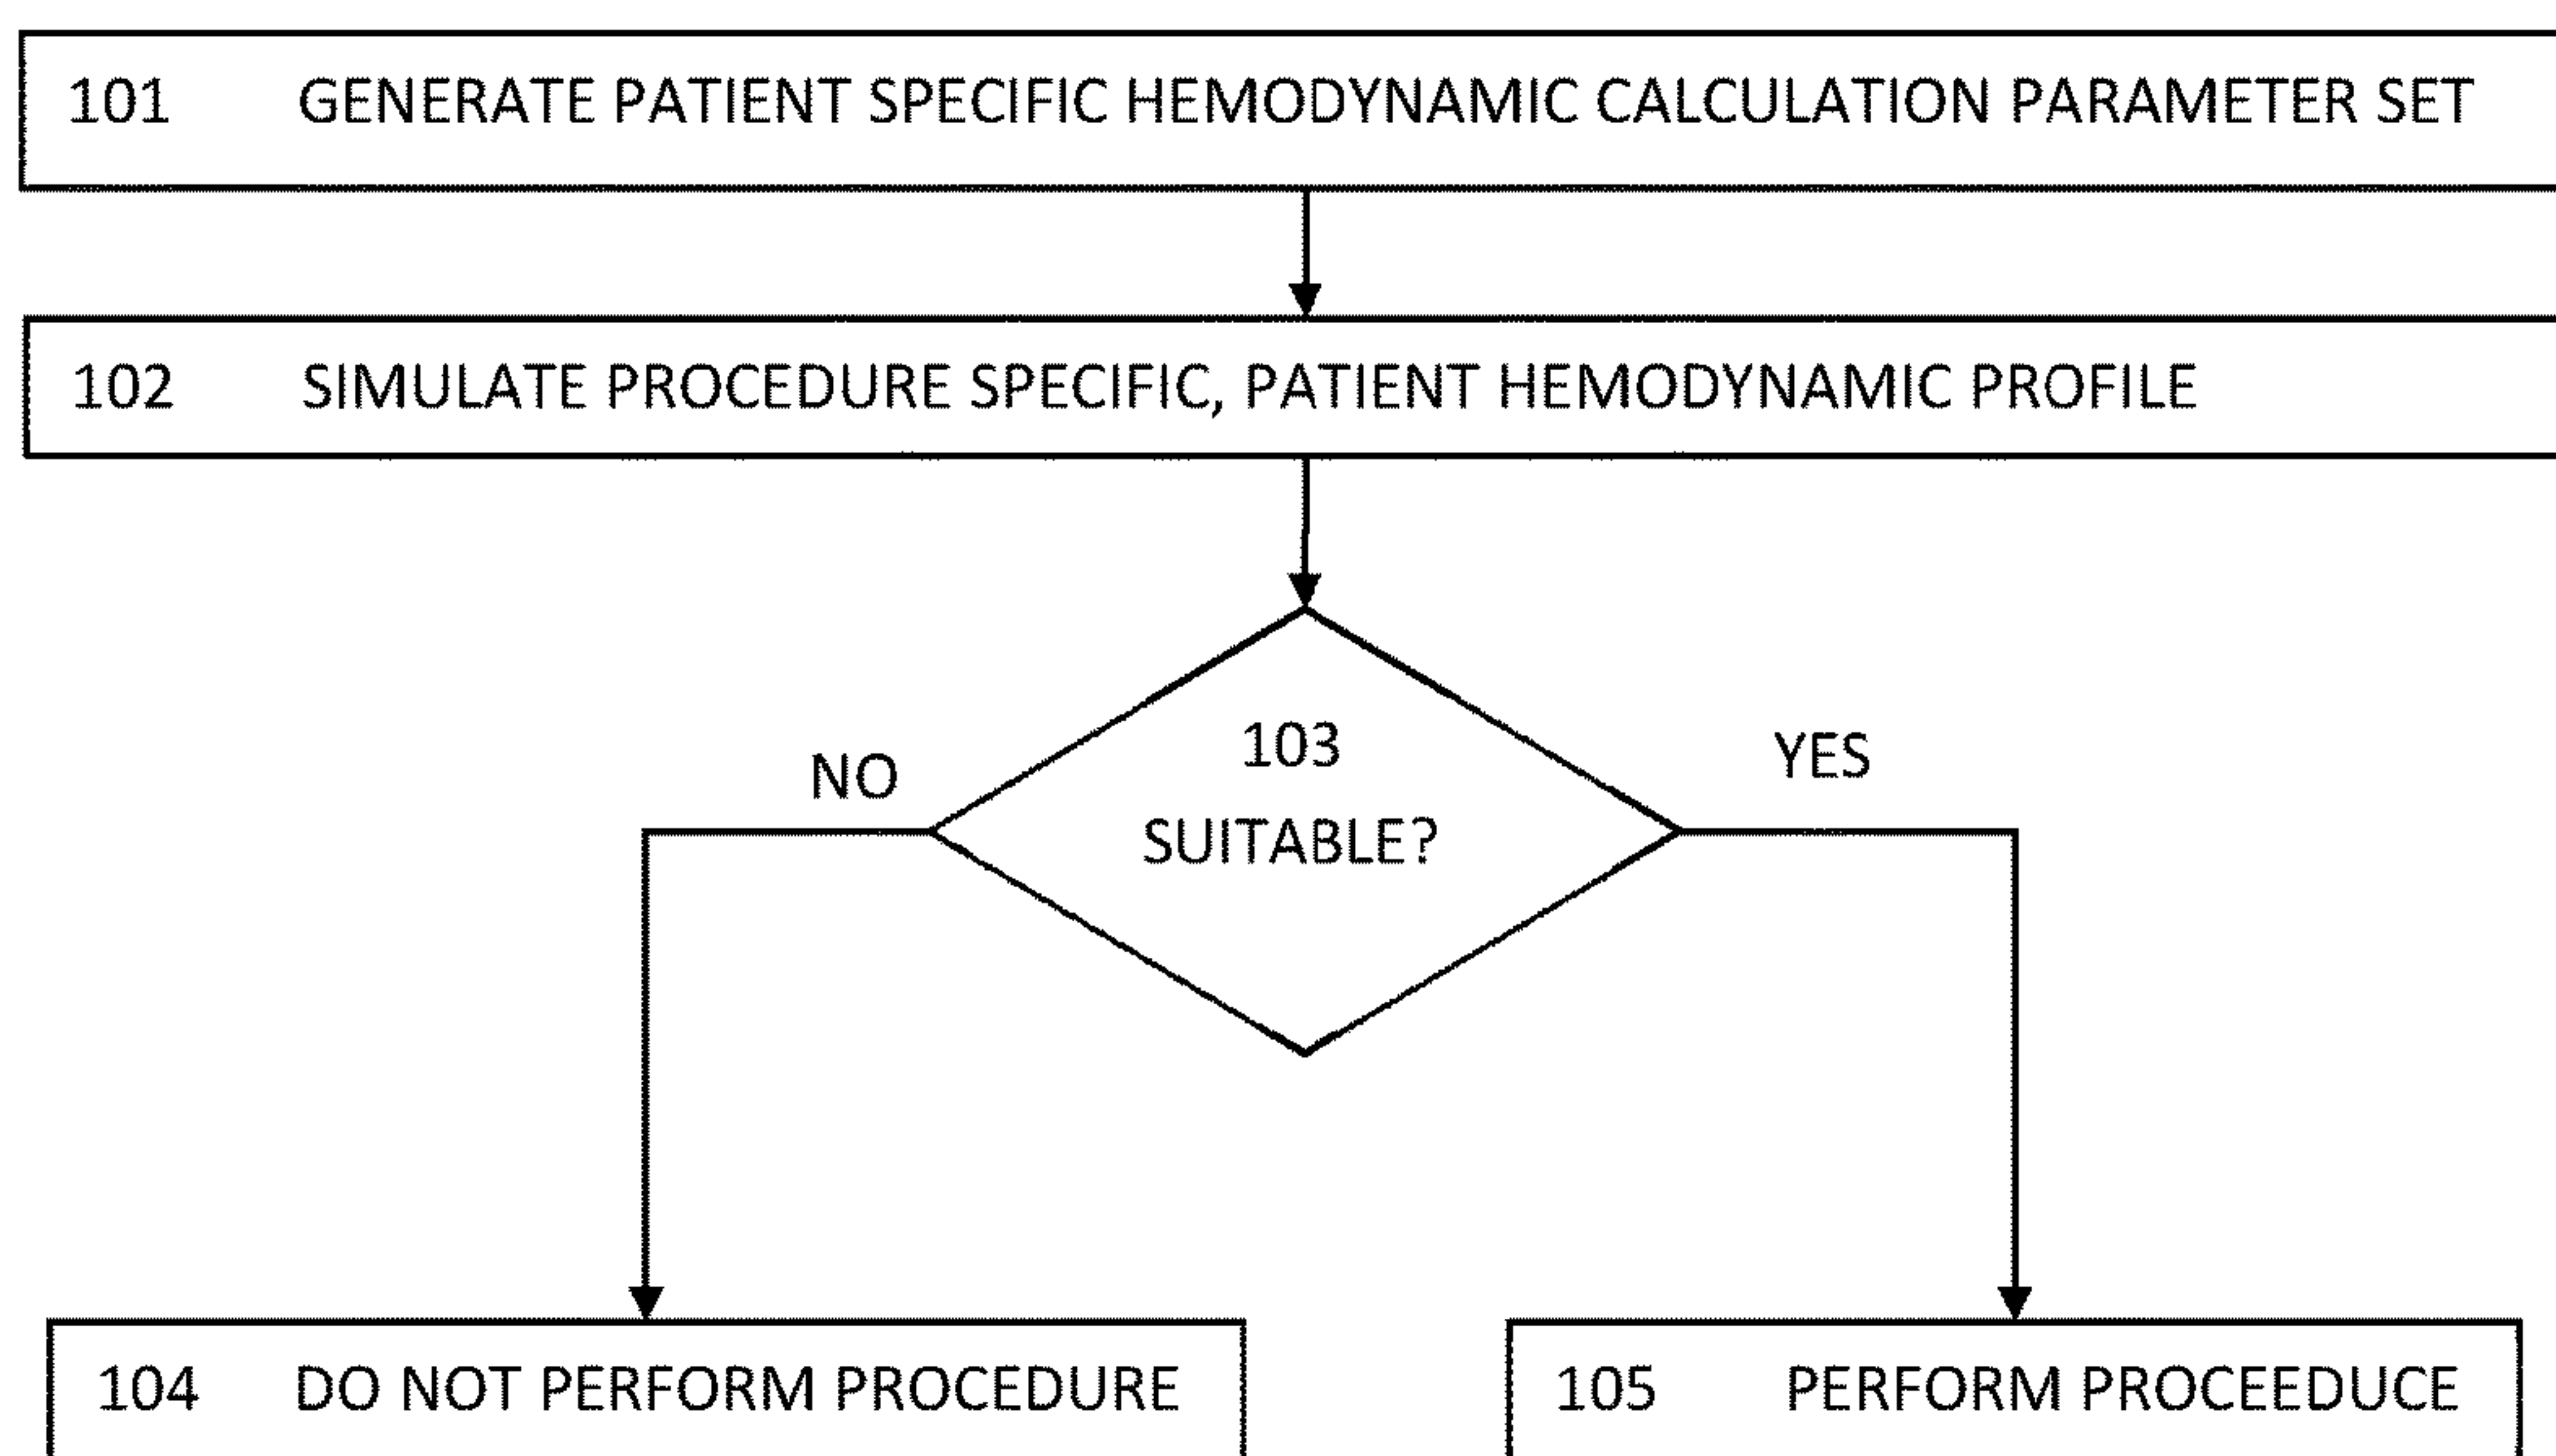 101 GENERATE PATIENT SPECIFIC HEMODYNAMIC CALCULATION PARAMETER SET
102 SIMULATE PROCEDURE SPECIFIC, PATIENT HEMODYNAMIC PROFILE
103
SUITABLE?
NO
YES
104 DO NOT PERFORM PROCEDURE
105 PERFORM PROCEEDUCE